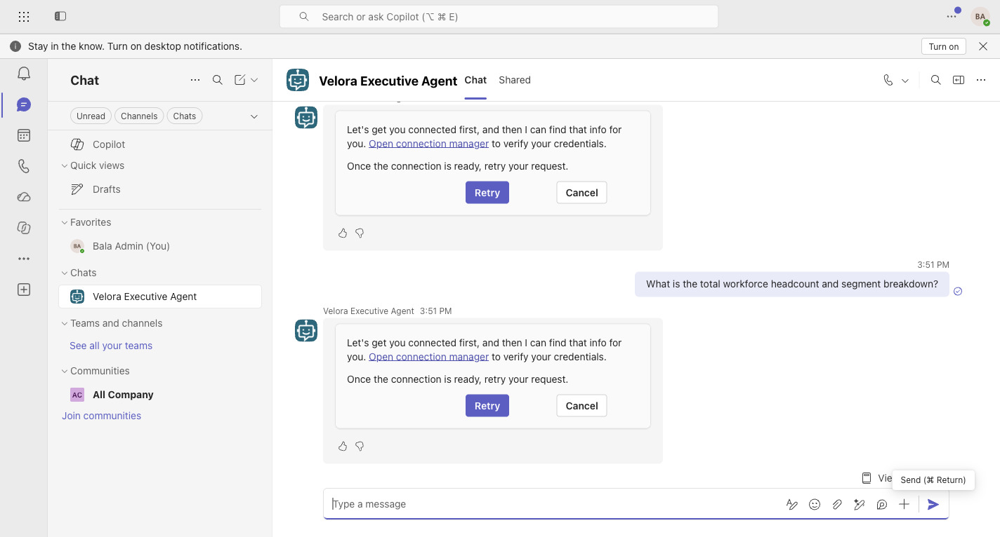 Search or ask Copilot (⌥ ⌘ E)
BA
Stay in the know. Turn on desktop notifications.
Turn on
Chat
Unread
Channels
Chats
Copilot
Quick views
Drafts
Favorites
BA
Bala Admin (You)
Chats
Velora Executive Agent
Teams and channels
See all your teams
Communities
AC
All Company
Join communities
Velora Executive Agent
Chat
Shared
Let's get you connected first, and then I can find that info for
you. Open connection manager to verify your credentials.
Once the connection is ready, retry your request.
Retry
Cancel
3:51 PM
What is the total workforce headcount and segment breakdown?
Velora Executive Agent 3:51 PM
Let's get you connected first, and then I can find that info for
you. Open connection manager to verify your credentials.
Once the connection is ready, retry your request.
Retry
Cancel
Vie
Send (⌘ Return)
Type a message